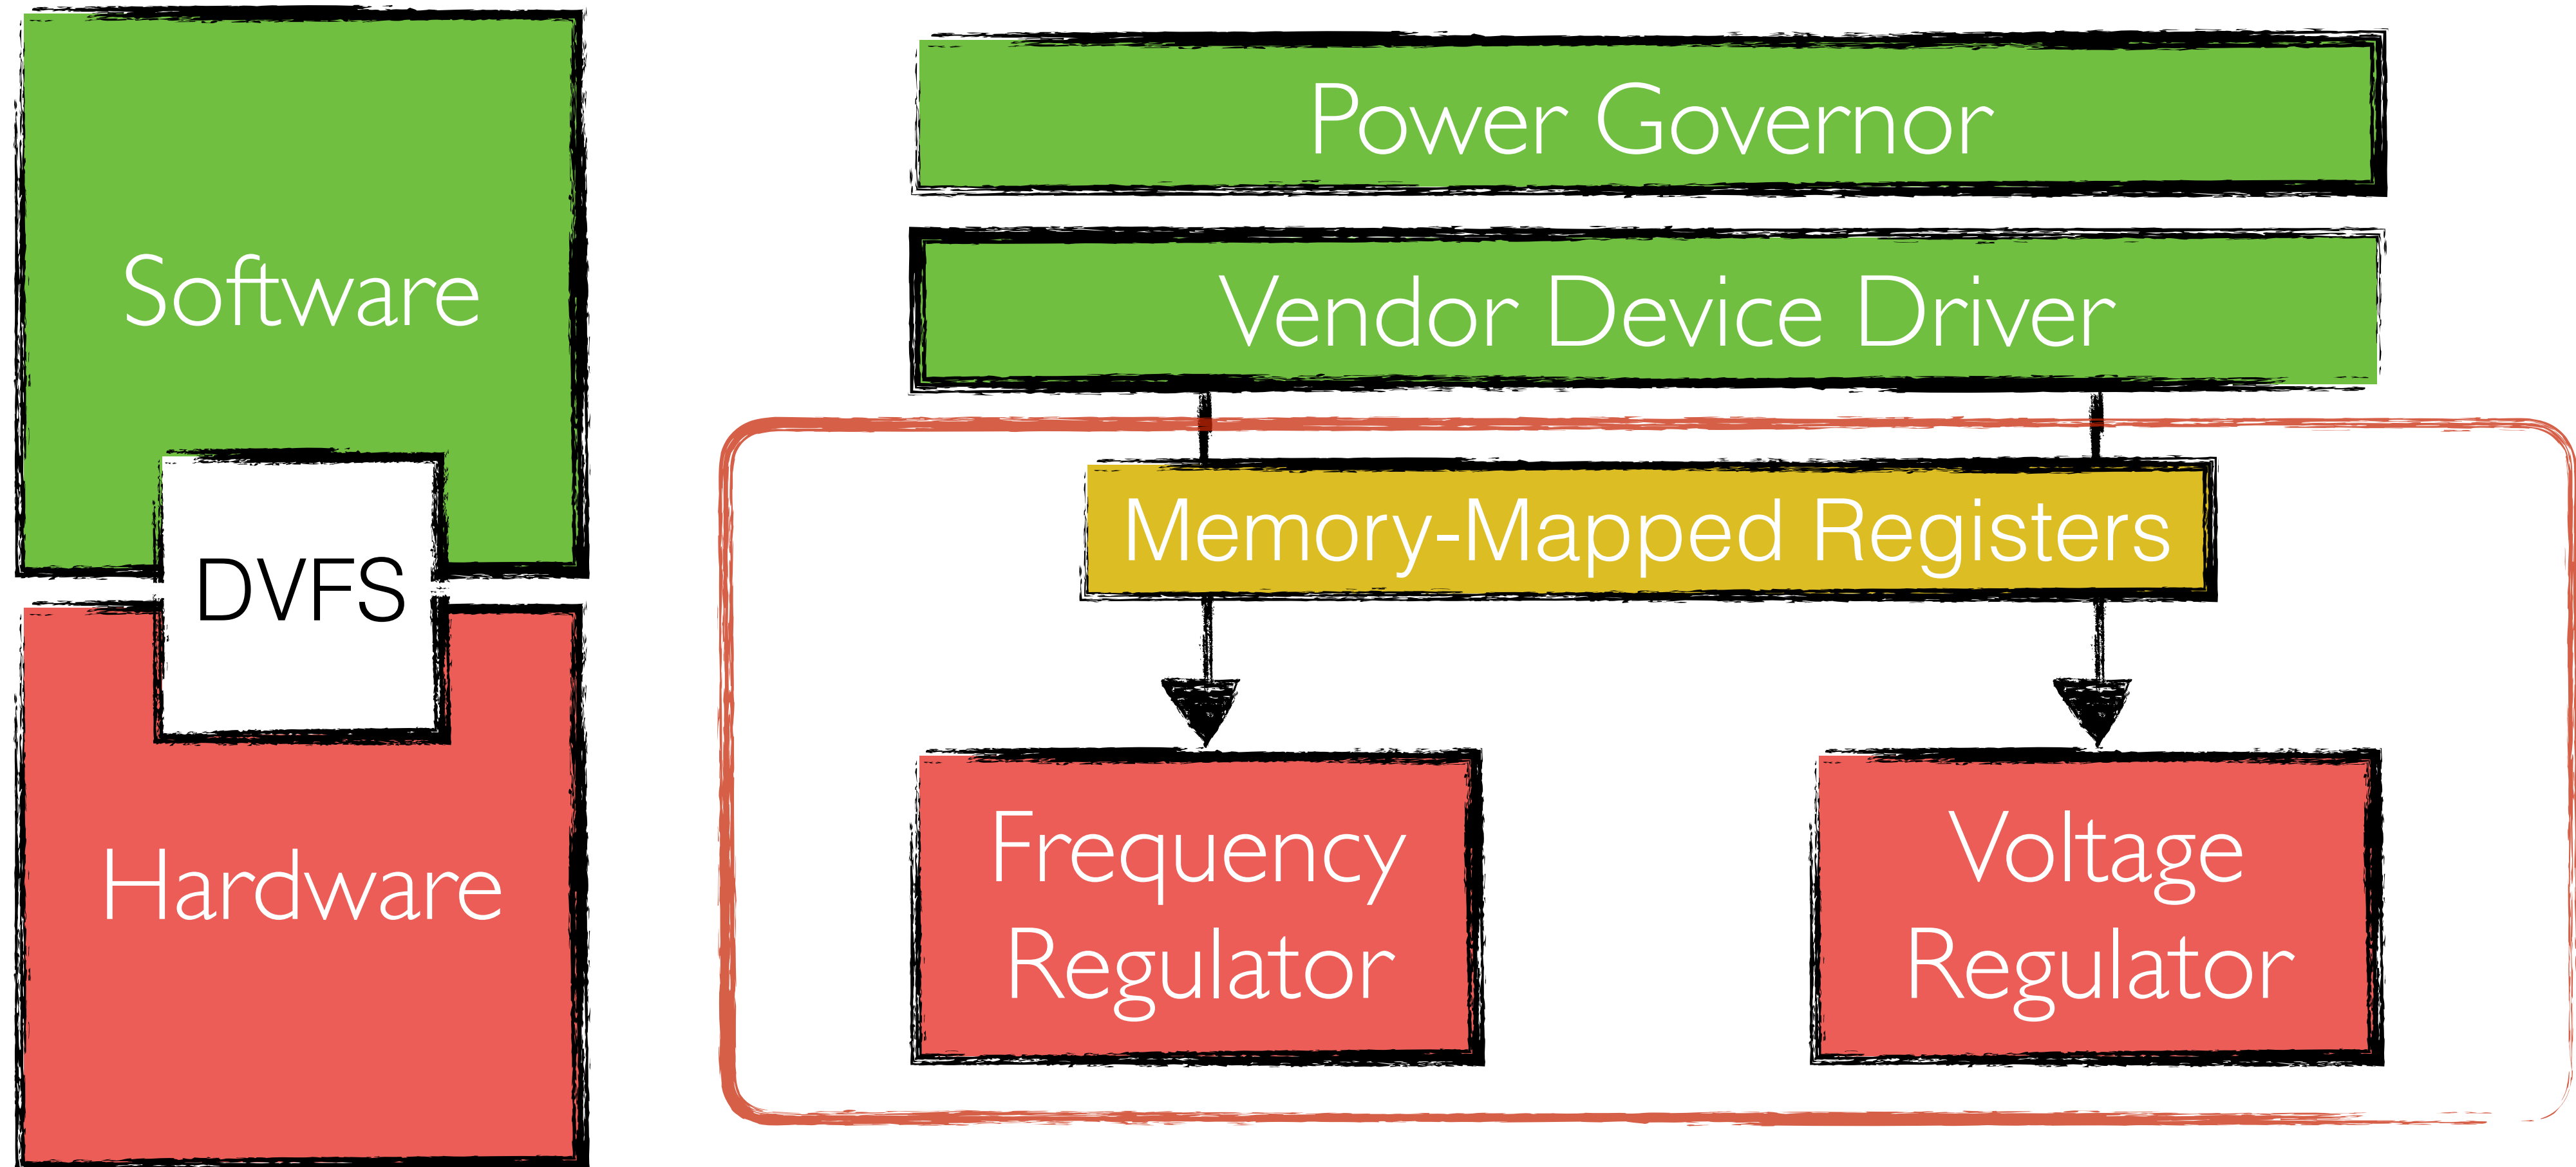 Software
DVFS
Hardware
Power Governor
Vendor Device Driver
Memory-Mapped Registers
Frequency
Regulator
Voltage
Regulator